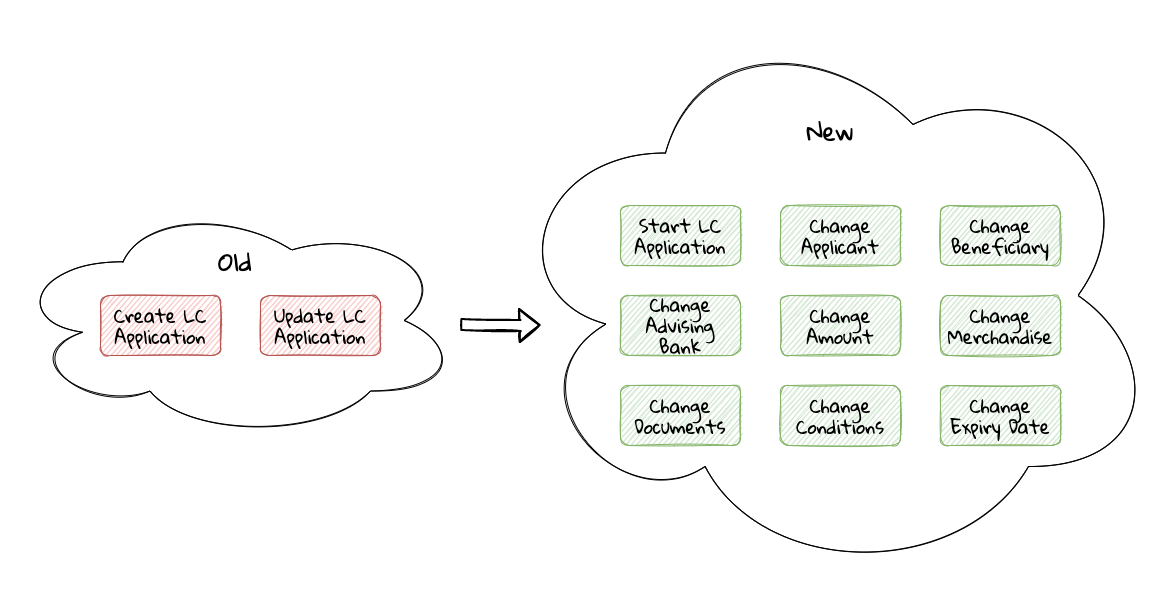 Old
Create LC
Application
Update LC
Application
New
Start LC
Application
Change
Applicant
Change
Beneficiary
Change
Advising
Bank
Change
Amount
Change
Merchandise
Change
Documents
Change
Conditions
Change
Expiry Date